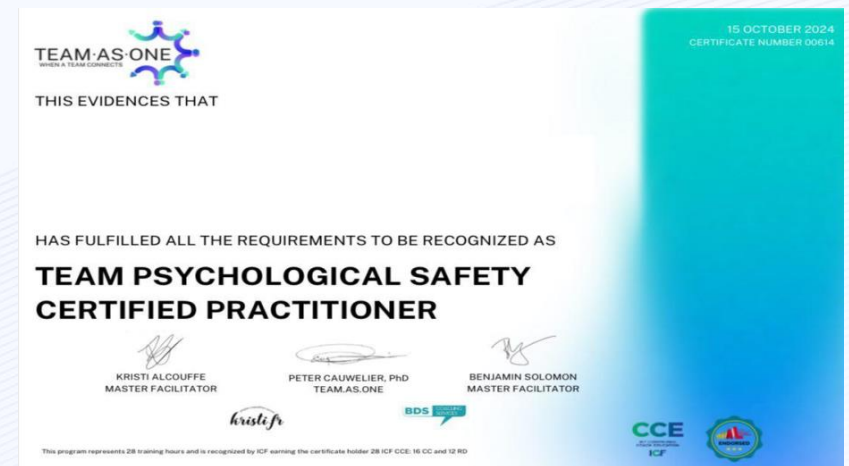 15 OCTOBER 2024
CERTIFICATE NUMBER 00614
TEAM·AS·ONE
WHEN A TEAM CONNECTS
THIS EVIDENCES THAT
HAS FULFILLED ALL THE REQUIREMENTS TO BE RECOGNIZED AS
TEAM PSYCHOLOGICAL SAFETY
CERTIFIED PRACTITIONER
KRISTI ALCOUFFE
MASTER FACILITATOR
PETER CAUWELIER, PhD
TEAM.AS.ONE
BENJAMIN SOLOMON
MASTER FACILITATOR
kristi.fr
BDS COACHING SERVICES
CCE
ICF
ENDORSED
This program represents 28 training hours and is recognized by ICF earning the certificate holder 28 ICF CCE: 16 CC and 12 RD